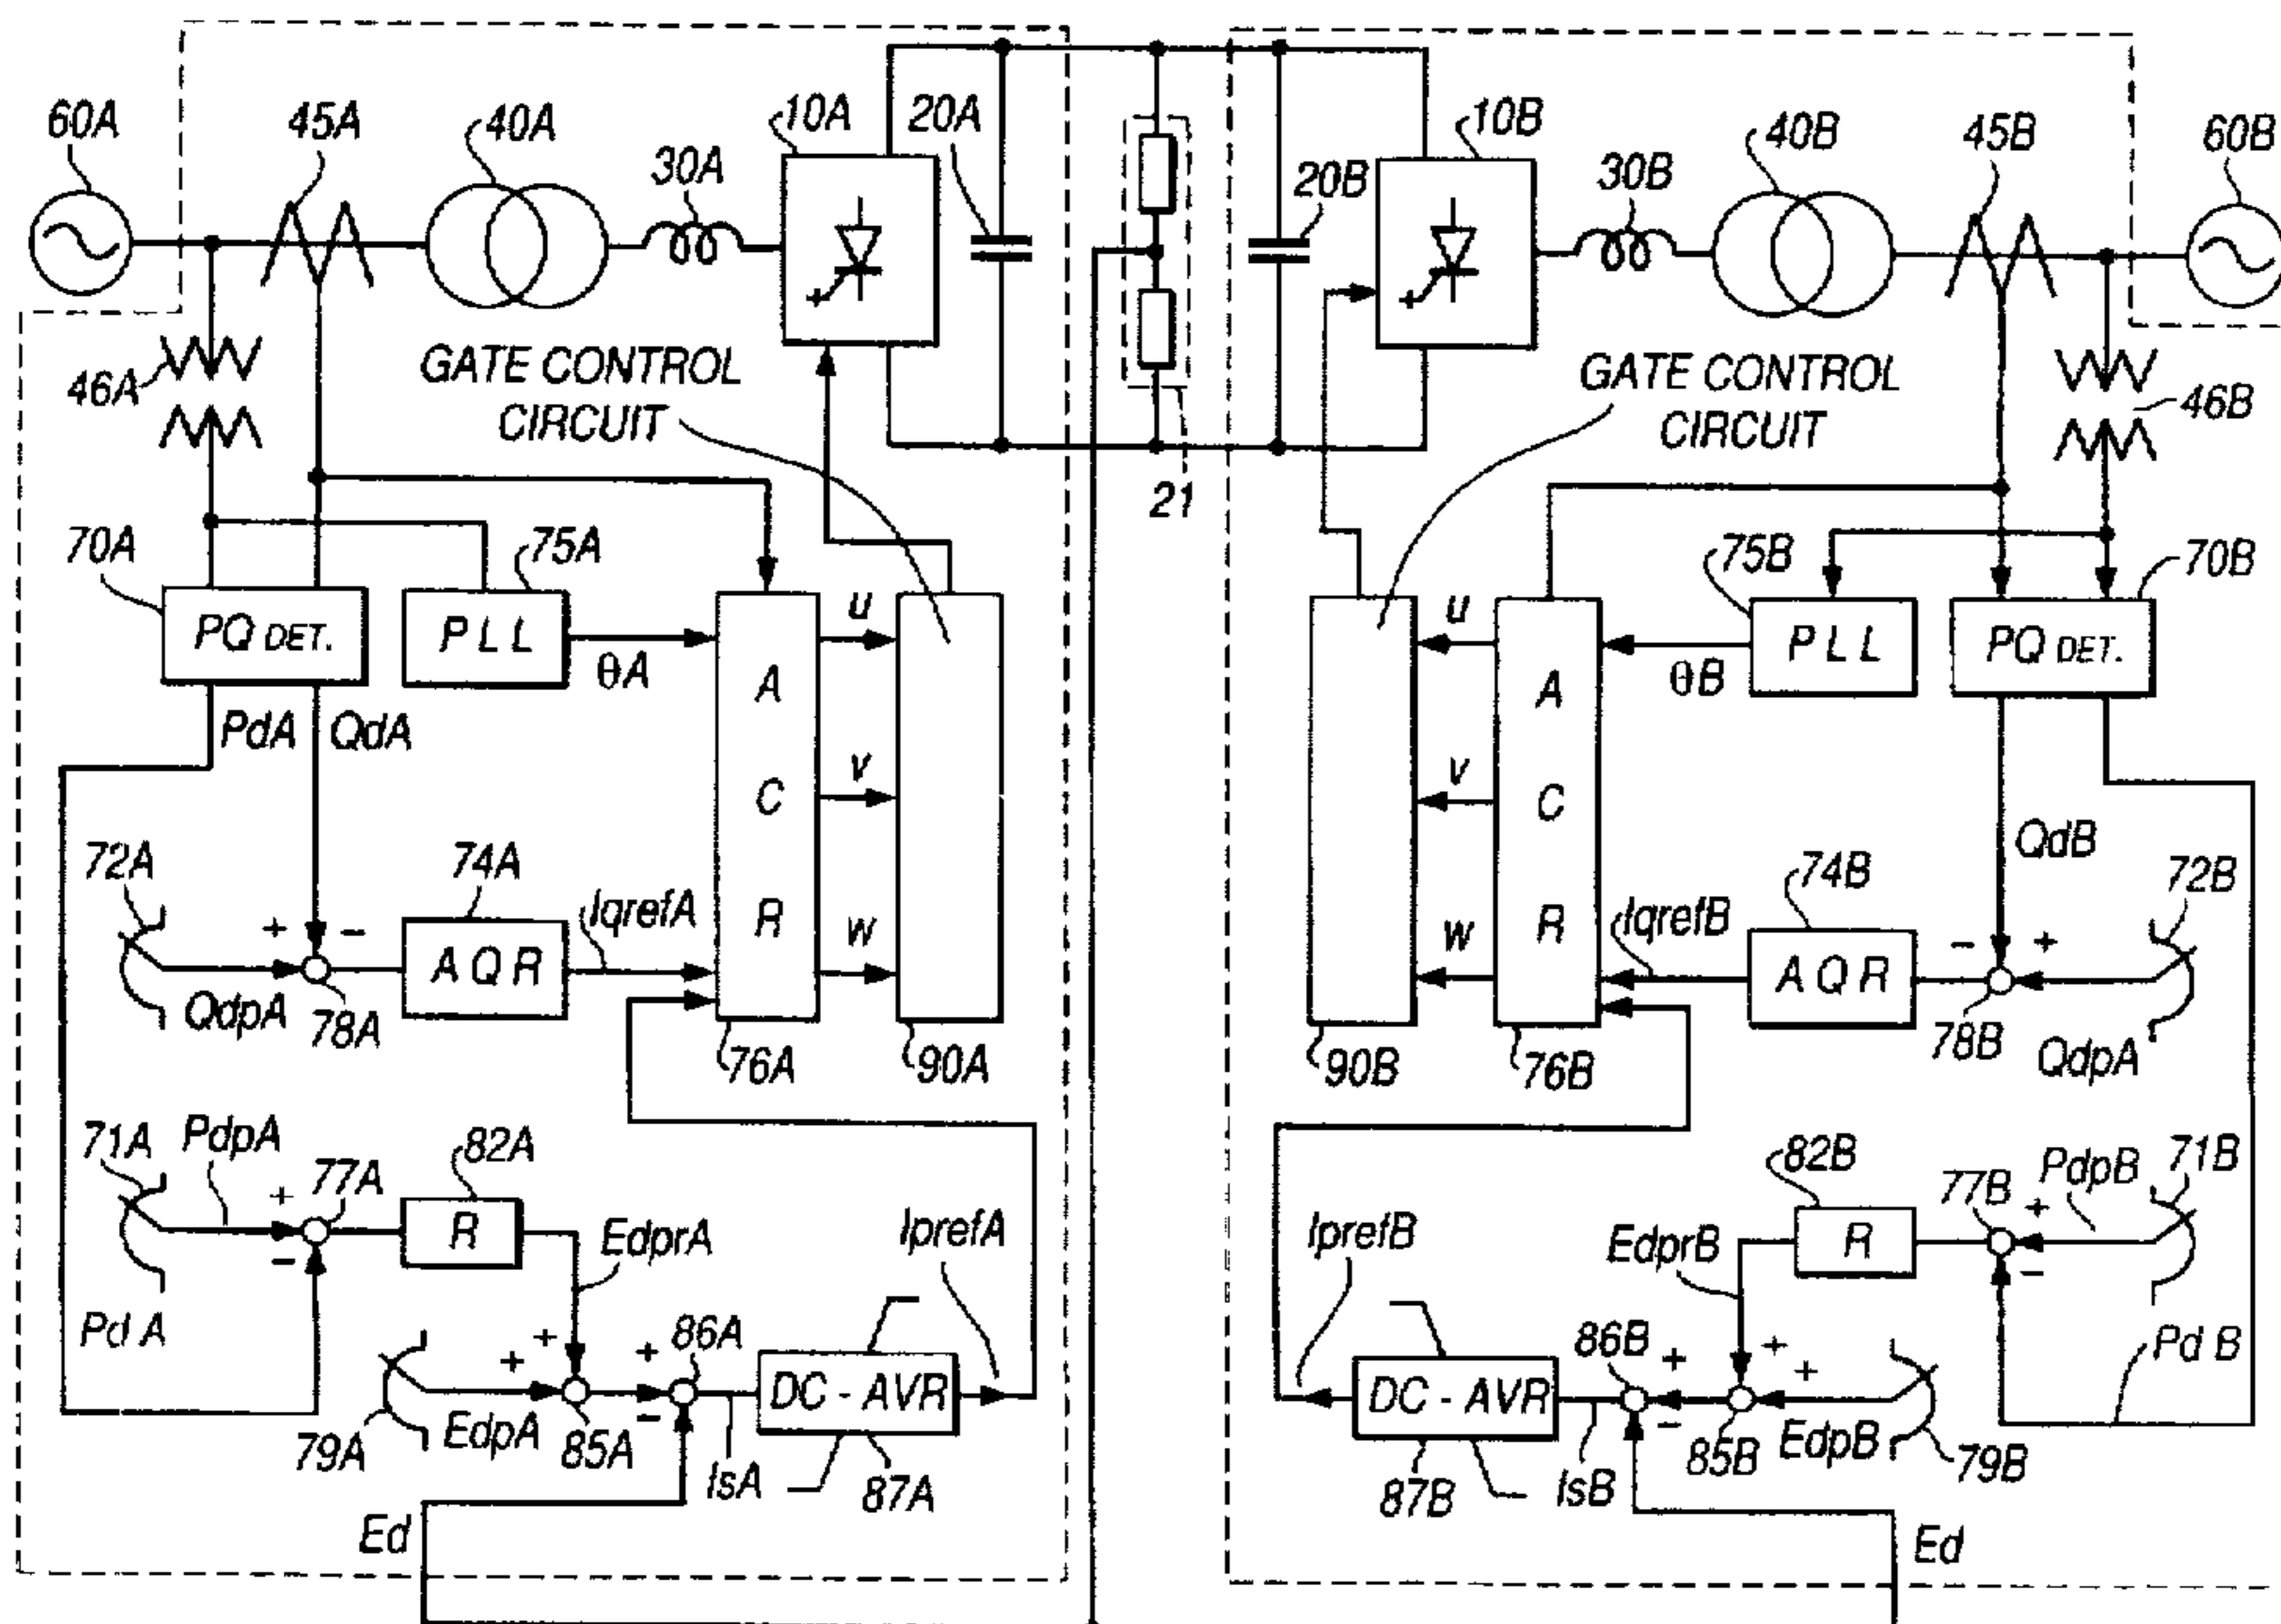 60A
45A
40A
30A
10A
20A
10B
20B
30B
40B
45B
60B
46A
GATE CONTROL
CIRCUIT
21
GATE CONTROL
CIRCUIT
46B
70A
PQ DET.
75A
PLL
θA
PdA
QdA
A
C
R
u
v
w
u
v
w
A
C
R
75B
PLL
θB
70B
PQ DET.
QdB
72A
+
-
QdpA
78A
74A
AQR
IqrefA
76A
90A
90B
76B
IqrefB
74B
AQR
-
+
78B
72B
QdpA
71A
PdpA
+
-
77A
82A
R
EdprA
IprefA
Pd A
79A
+
+
EdpA
85A
+
-
86A
IsA
DC - AVR
87A
Ed
IprefB
EdprB
82B
R
77B
+
-
PdpB
71B
Pd B
DC - AVR
87B
IsB
86B
+
-
+
+
85B
EdpB
79B
Ed